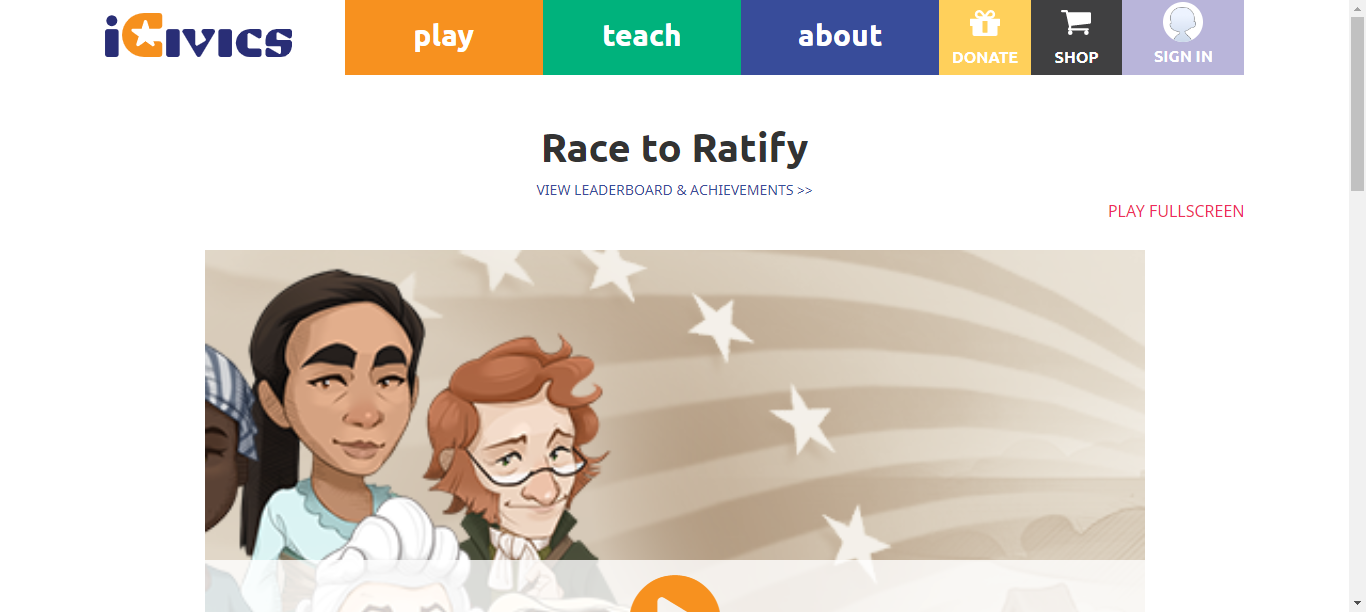 iCivics
play
teach
about
DONATE
SHOP
SIGN IN
Race to Ratify
VIEW LEADERBOARD & ACHIEVEMENTS >>
PLAY FULLSCREEN